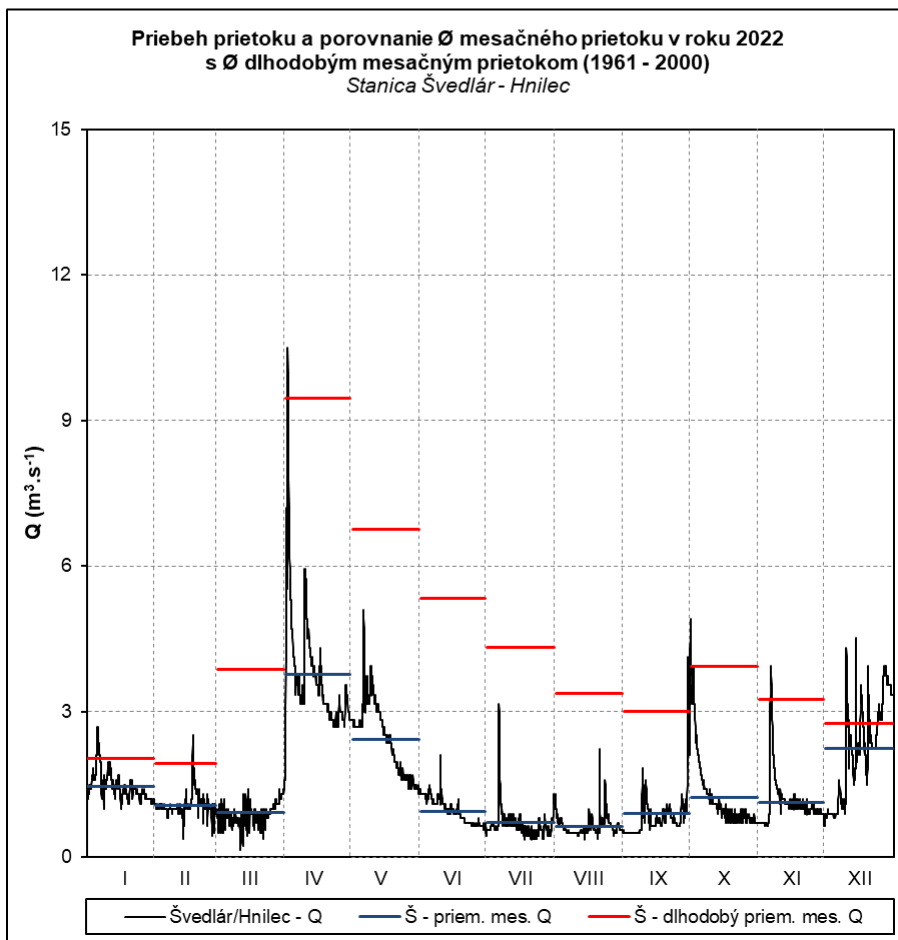 Priebeh prietoku a porovnanie Ø mesačného prietoku v roku 2022
s Ø dlhodobým mesačným prietokom (1961 - 2000)
Stanica Švedlár - Hnilec
15
12
9
6
3
0
Q (m³.s⁻¹)
I II III IV V VI VII VIII IX X XI XII
Švedlár/Hnilec - Q Š - priem. mes. Q Š - dlhodobý priem. mes. Q